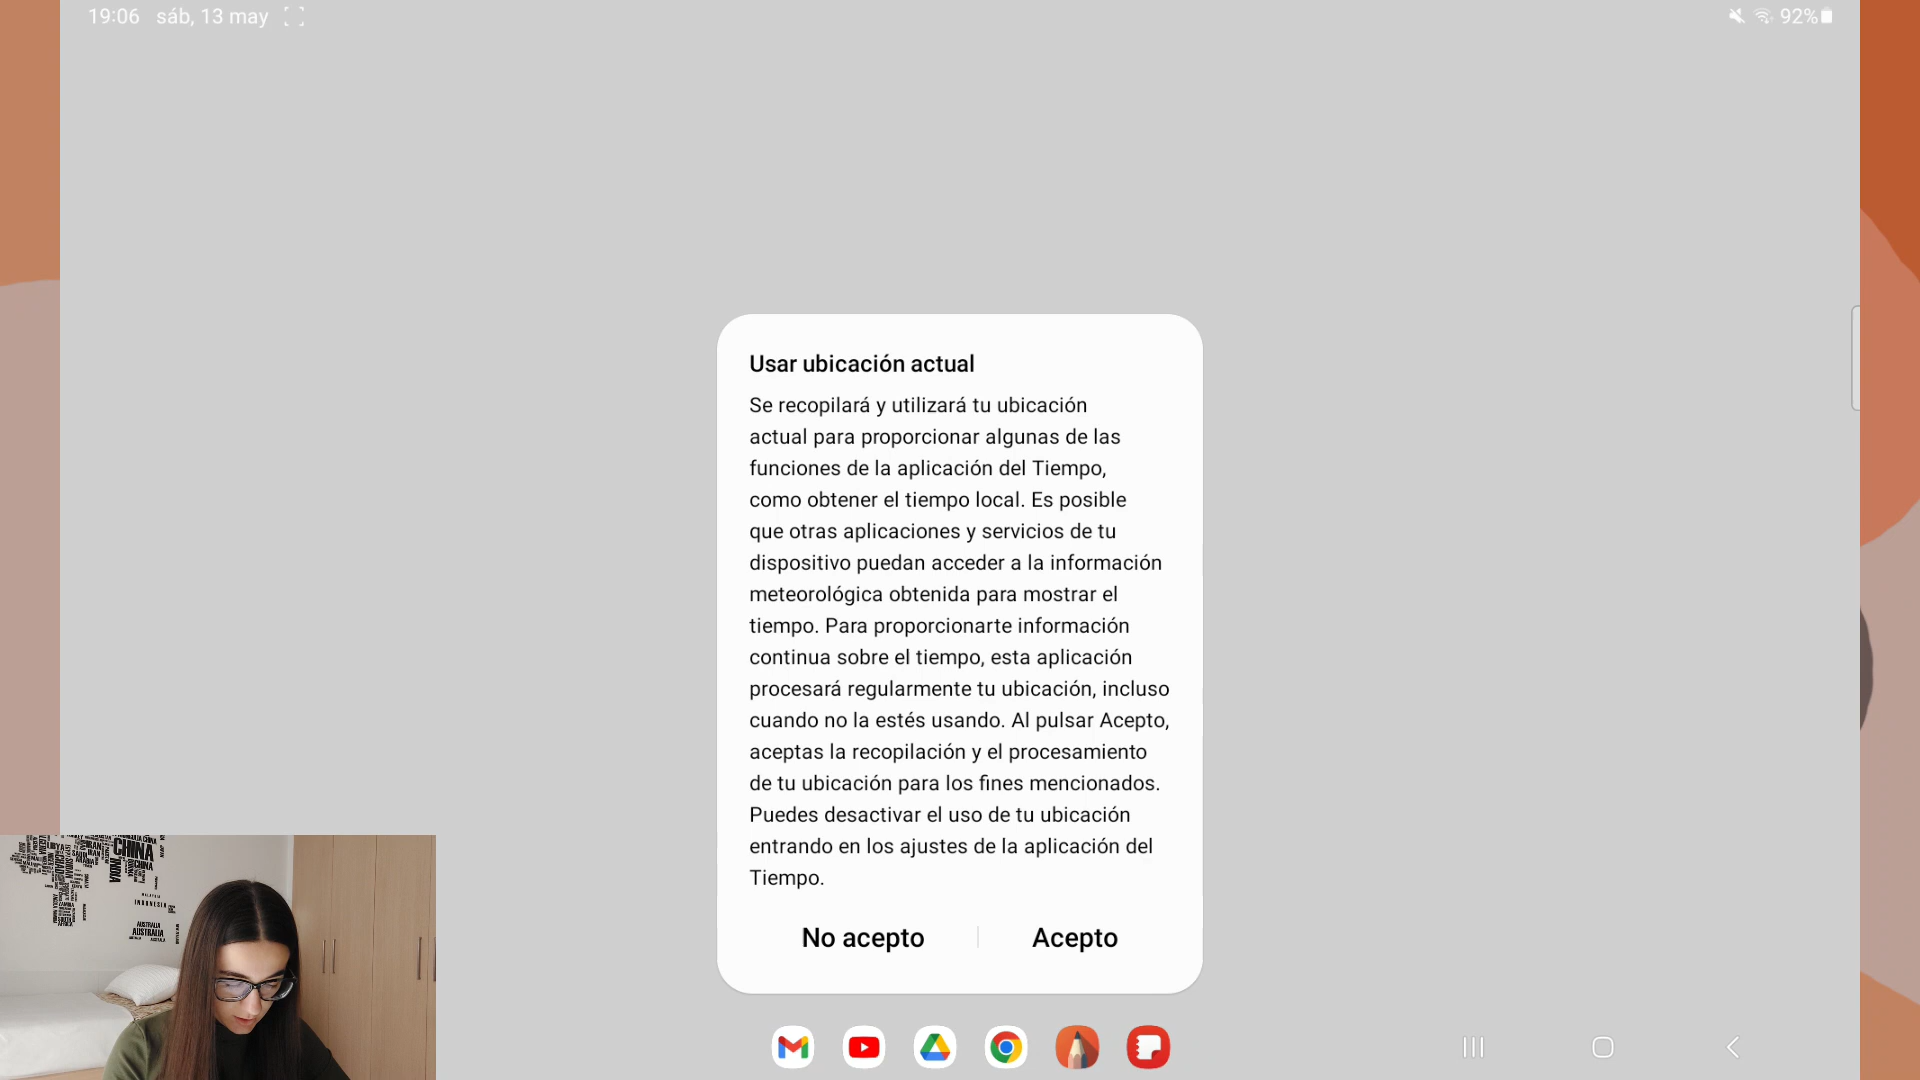 19:06 sáb, 13 may
92%
Usar ubicación actual
Se recopilará y utilizará tu ubicación
actual para proporcionar algunas de las
funciones de la aplicación del Tiempo,
como obtener el tiempo local. Es posible
que otras aplicaciones y servicios de tu
dispositivo puedan acceder a la información
meteorológica obtenida para mostrar el
tiempo. Para proporcionarte información
continua sobre el tiempo, esta aplicación
procesará regularmente tu ubicación, incluso
cuando no la estés usando. Al pulsar Acepto,
aceptas la recopilación y el procesamiento
de tu ubicación para los fines mencionados.
Puedes desactivar el uso de tu ubicación
entrando en los ajustes de la aplicación del
Tiempo.
No acepto
Acepto
CHINA
INDIA
INDONESIA
AUSTRALIA
AUSTRALIA